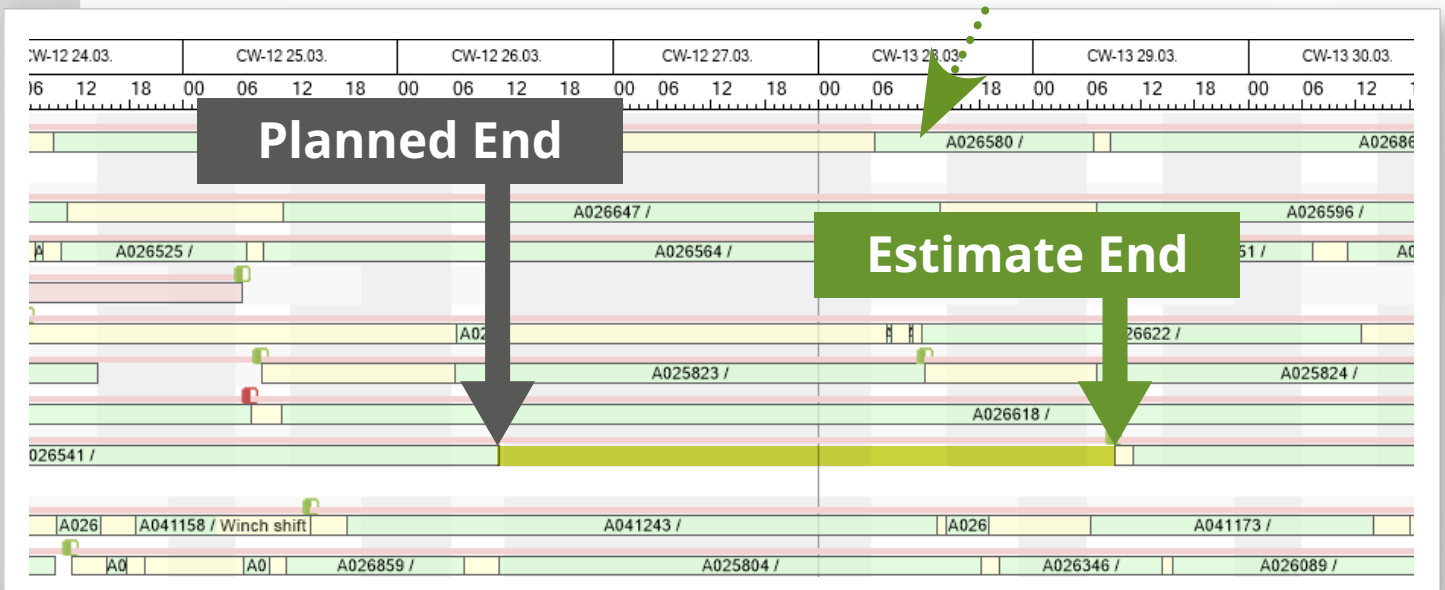 CW-12 24.03. CW-12 25.03. CW-12 26.03. CW-12 27.03. CW-13 28.03. CW-13 29.03. CW-13 30.03.
06 12 18 00 06 12 18 00 06 12 18 00 06 12 18 00 06 18 00 06 12 18 00 06 12
Planned End
A026580 / A02686
A026647 / A026596 /
A A026525 / A026564 / 51 / A0
Estimate End
A02 26622 /
A025823 / A025824 /
A026618 /
026541 /
A026 A041158 / Winch shift A041243 / A026 A041173 /
A0 A0 A026859 / A025804 / A026346 / A026089 /